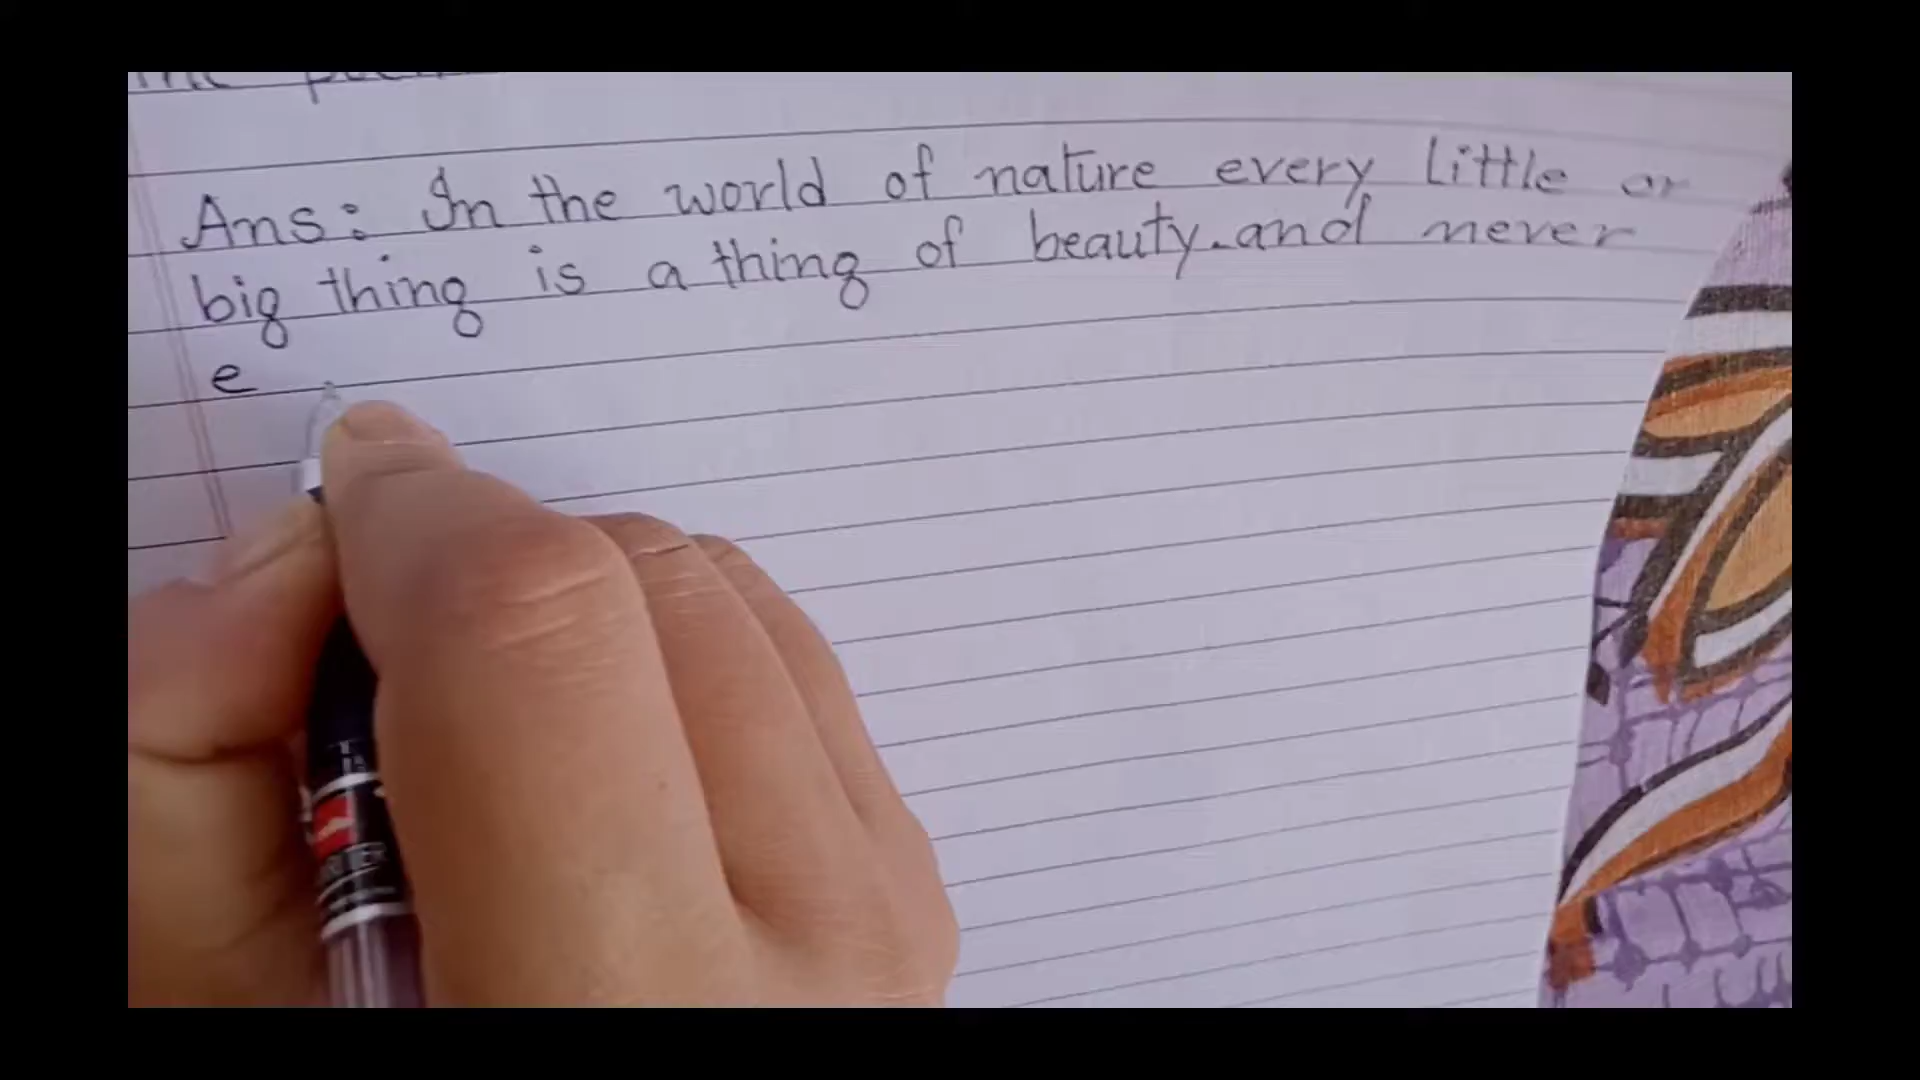 Ans: In the world of nature every little or
big thing is a thing of beauty.and never
e